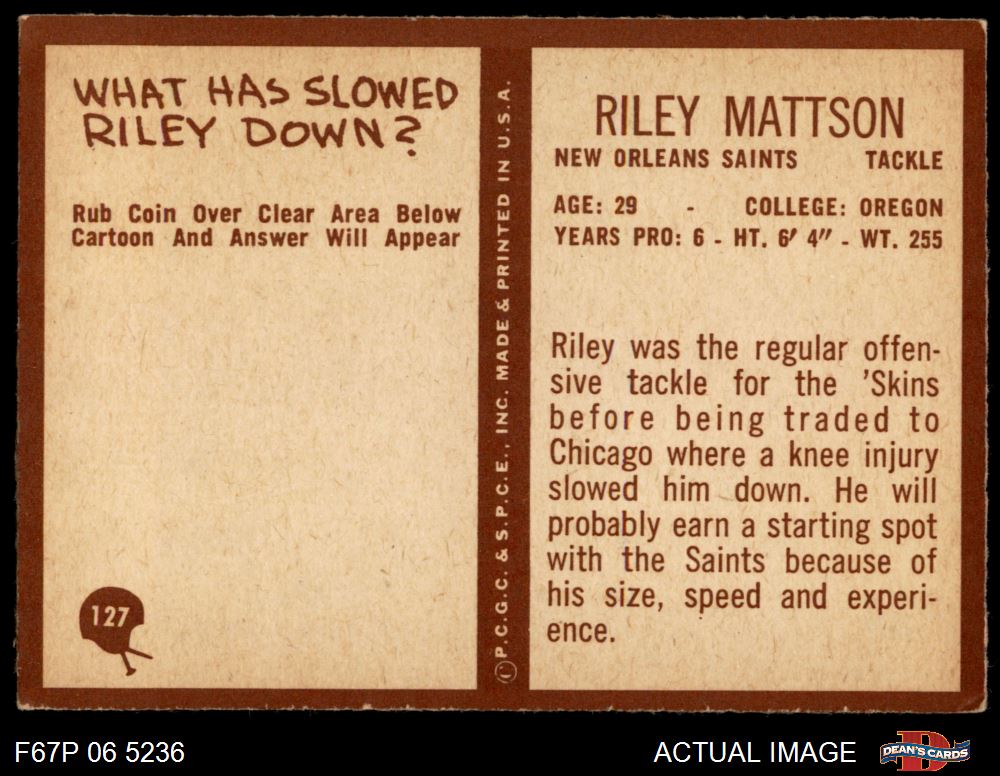 WHAT HAS SLOWED
RILEY DOWN?
Rub Coin Over Clear Area Below
Cartoon And Answer Will Appear
127
© P.C.G.C. & S.P.C.E., INC. MADE & PRINTED IN U.S.A.
RILEY MATTSON
NEW ORLEANS SAINTS TACKLE
AGE: 29 - COLLEGE: OREGON
YEARS PRO: 6 - HT. 6' 4" - WT. 255
Riley was the regular offen-
sive tackle for the 'Skins
before being traded to
Chicago where a knee injury
slowed him down. He will
probably earn a starting spot
with the Saints because of
his size, speed and experi-
ence.
F67P 06 5236
ACTUAL IMAGE
D
DEAN'S CARDS